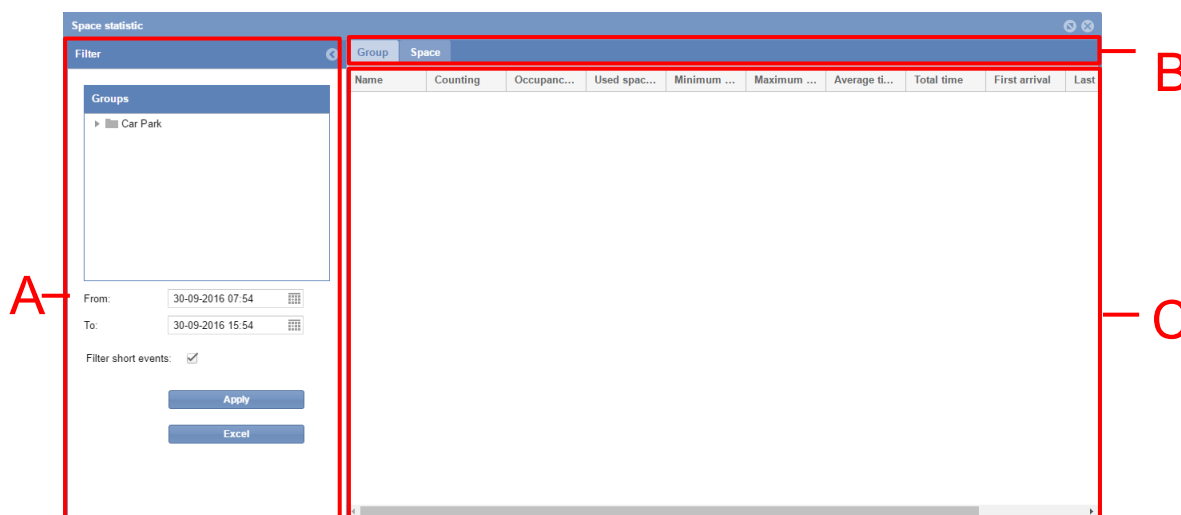 Space statistic
Filter
Group Space
B
Name Counting Occupanc... Used spac... Minimum ... Maximum ... Average ti... Total time First arrival Last
Groups
Car Park
A
From: 30-09-2016 07:54
To: 30-09-2016 15:54
C
Filter short events:
Apply
Excel